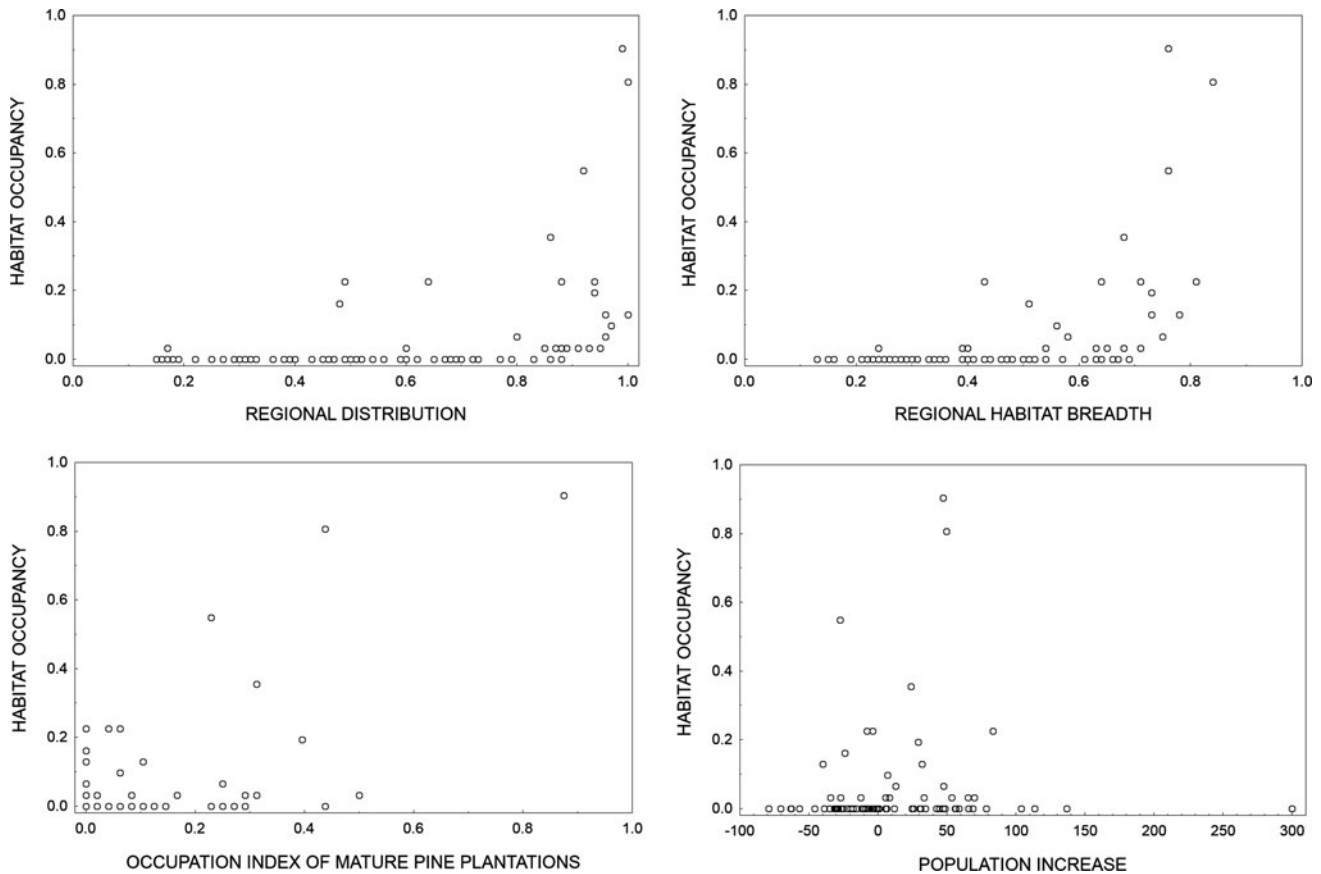 1.0
0.8
0.6
0.4
0.2
0.0
HABITAT OCCUPANCY
0.0 0.2 0.4 0.6 0.8 1.0
REGIONAL DISTRIBUTION
1.0
0.8
0.6
0.4
0.2
0.0
HABITAT OCCUPANCY
0.0 0.2 0.4 0.6 0.8 1.0
REGIONAL HABITAT BREADTH
1.0
0.8
0.6
0.4
0.2
0.0
HABITAT OCCUPANCY
0.0 0.2 0.4 0.6 0.8 1.0
OCCUPATION INDEX OF MATURE PINE PLANTATIONS
1.0
0.8
0.6
0.4
0.2
0.0
HABITAT OCCUPANCY
-100 -50 0 50 100 150 200 250 300
POPULATION INCREASE